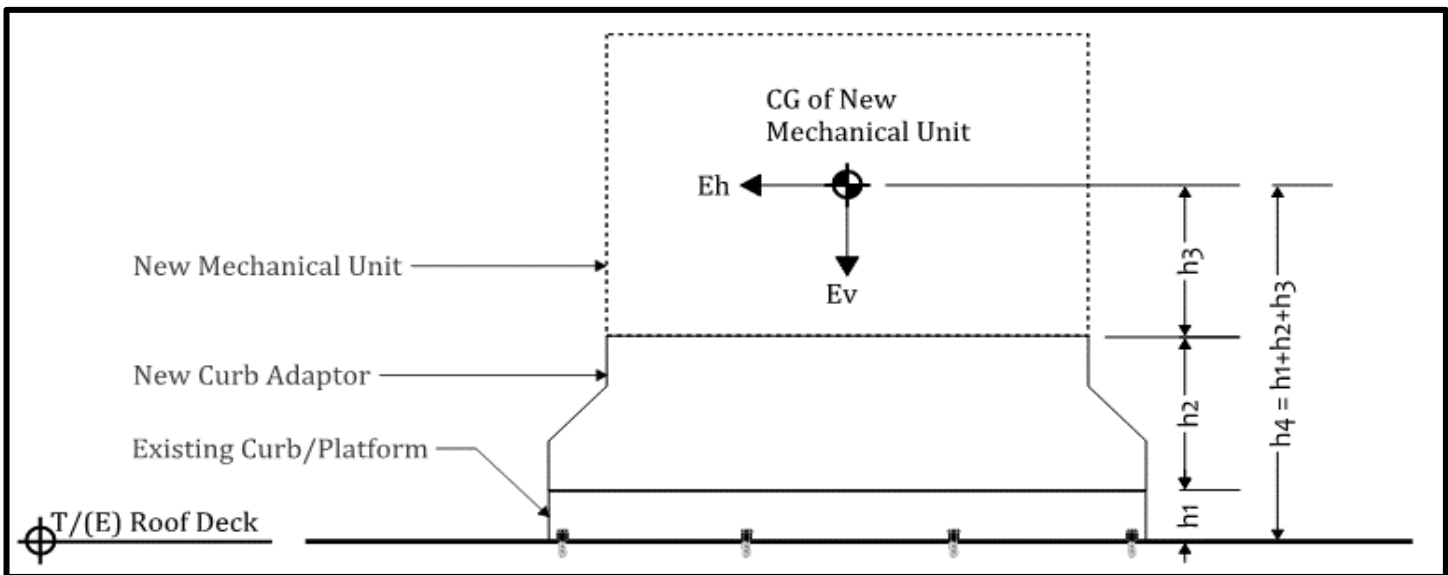 CG of New
Mechanical Unit
Eh
Ev
New Mechanical Unit
New Curb Adaptor
Existing Curb/Platform
T/(E) Roof Deck
h3
h2
h1
h4 = h1+h2+h3